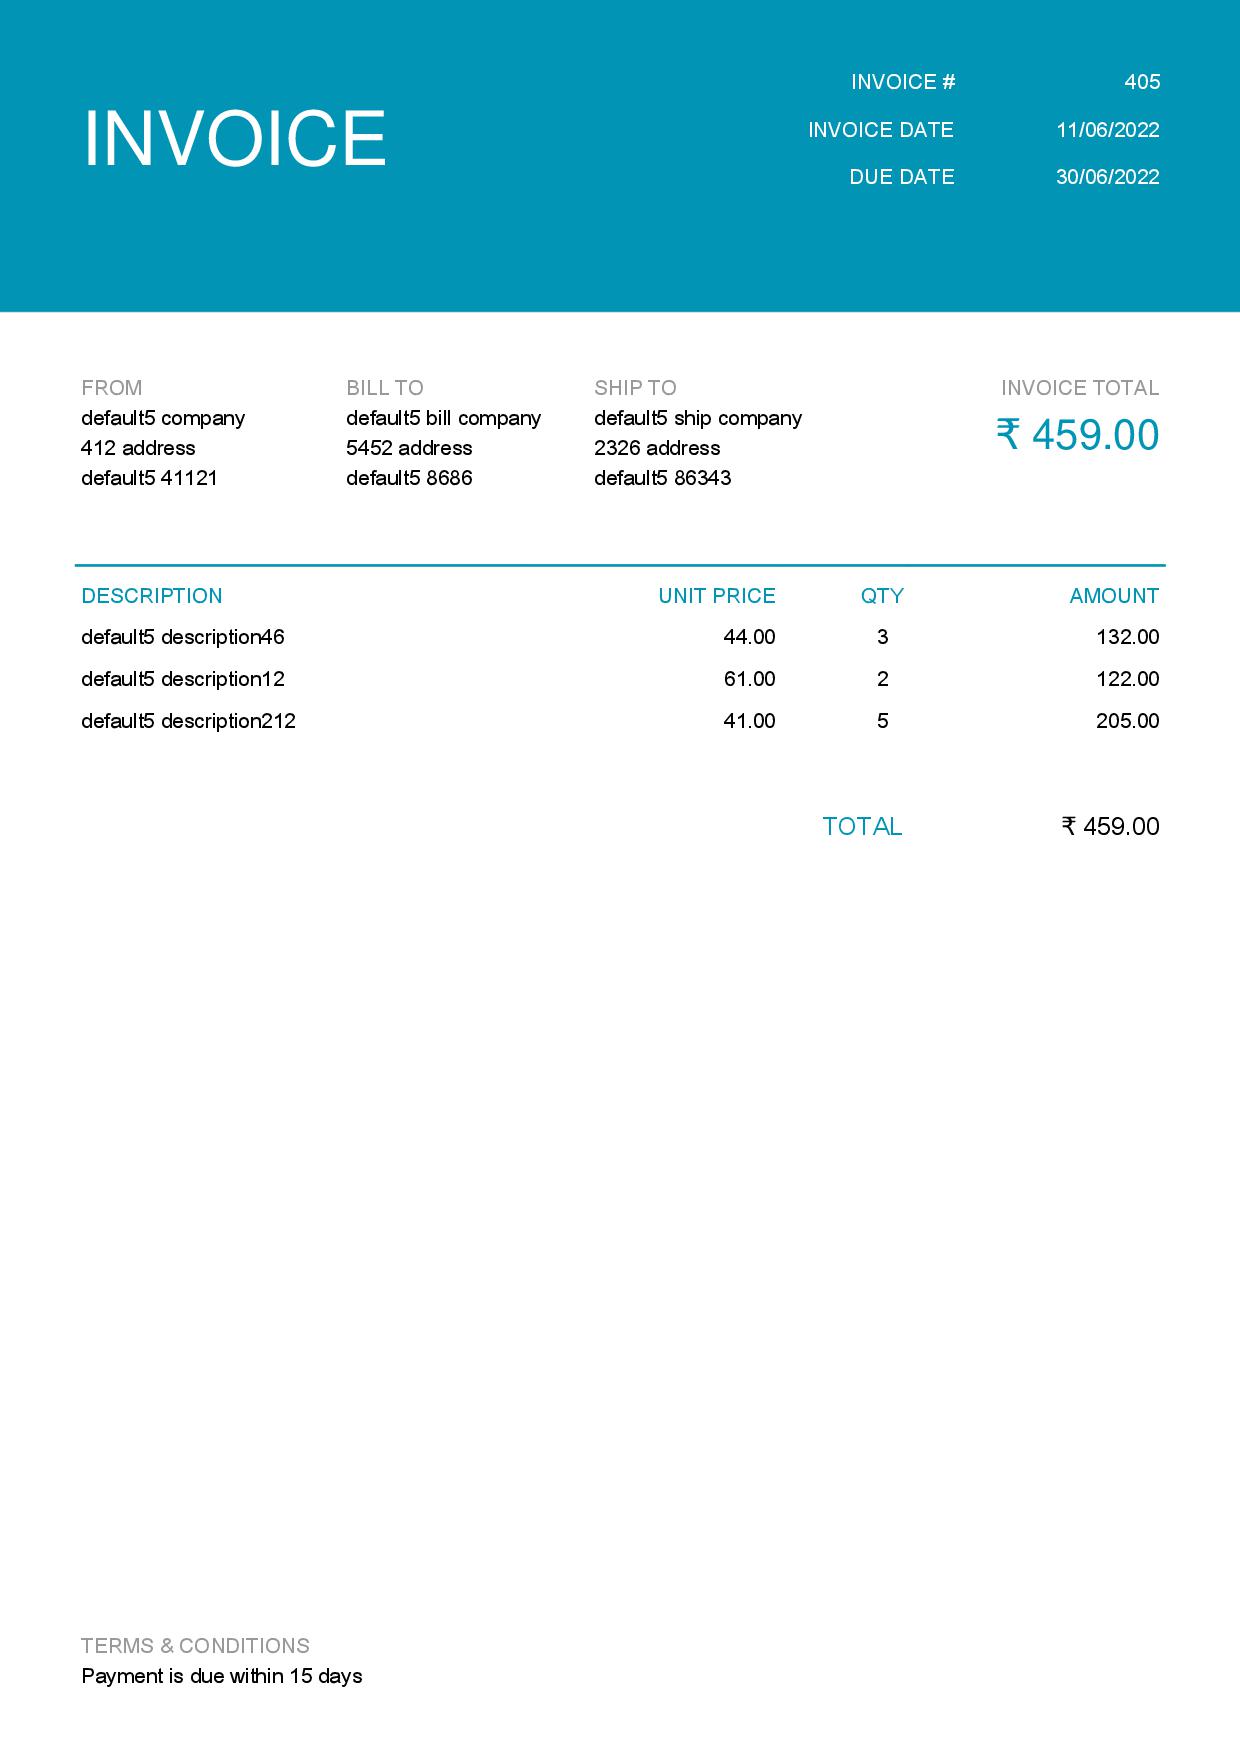 INVOICE
INVOICE # 405
INVOICE DATE 11/06/2022
DUE DATE 30/06/2022
FROM
default5 company
412 address
default5 41121
BILL TO
default5 bill company
5452 address
default5 8686
SHIP TO
default5 ship company
2326 address
default5 86343
INVOICE TOTAL
₹ 459.00
DESCRIPTION UNIT PRICE QTY AMOUNT
default5 description46 44.00 3 132.00
default5 description12 61.00 2 122.00
default5 description212 41.00 5 205.00
TOTAL ₹ 459.00
TERMS & CONDITIONS
Payment is due within 15 days